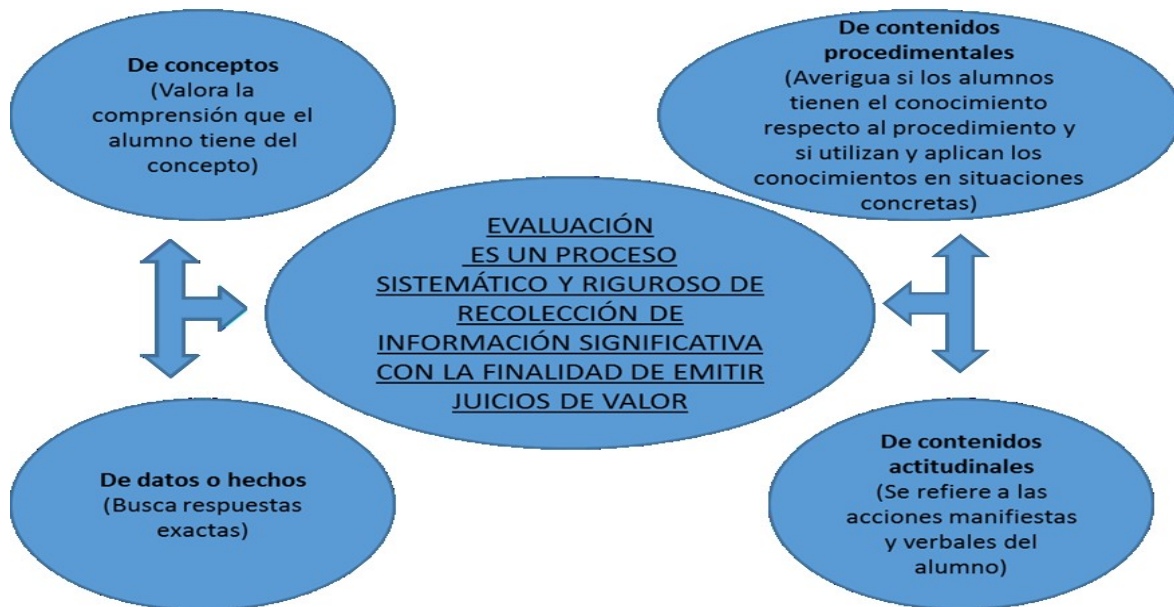 De conceptos
(Valora la
comprensión que el
alumno tiene del
concepto)
De contenidos
procedimentales
(Averigua si los alumnos
tienen el conocimiento
respecto al procedimiento y
si utilizan y aplican los
conocimientos en situaciones
concretas)
EVALUACIÓN
ES UN PROCESO
SISTEMÁTICO Y RIGUROSO DE
RECOLECCIÓN DE
INFORMACIÓN SIGNIFICATIVA
CON LA FINALIDAD DE EMITIR
JUICIOS DE VALOR
De datos o hechos
(Busca respuestas
exactas)
De contenidos
actitudinales
(Se refiere a las
acciones manifiestas
y verbales del
alumno)